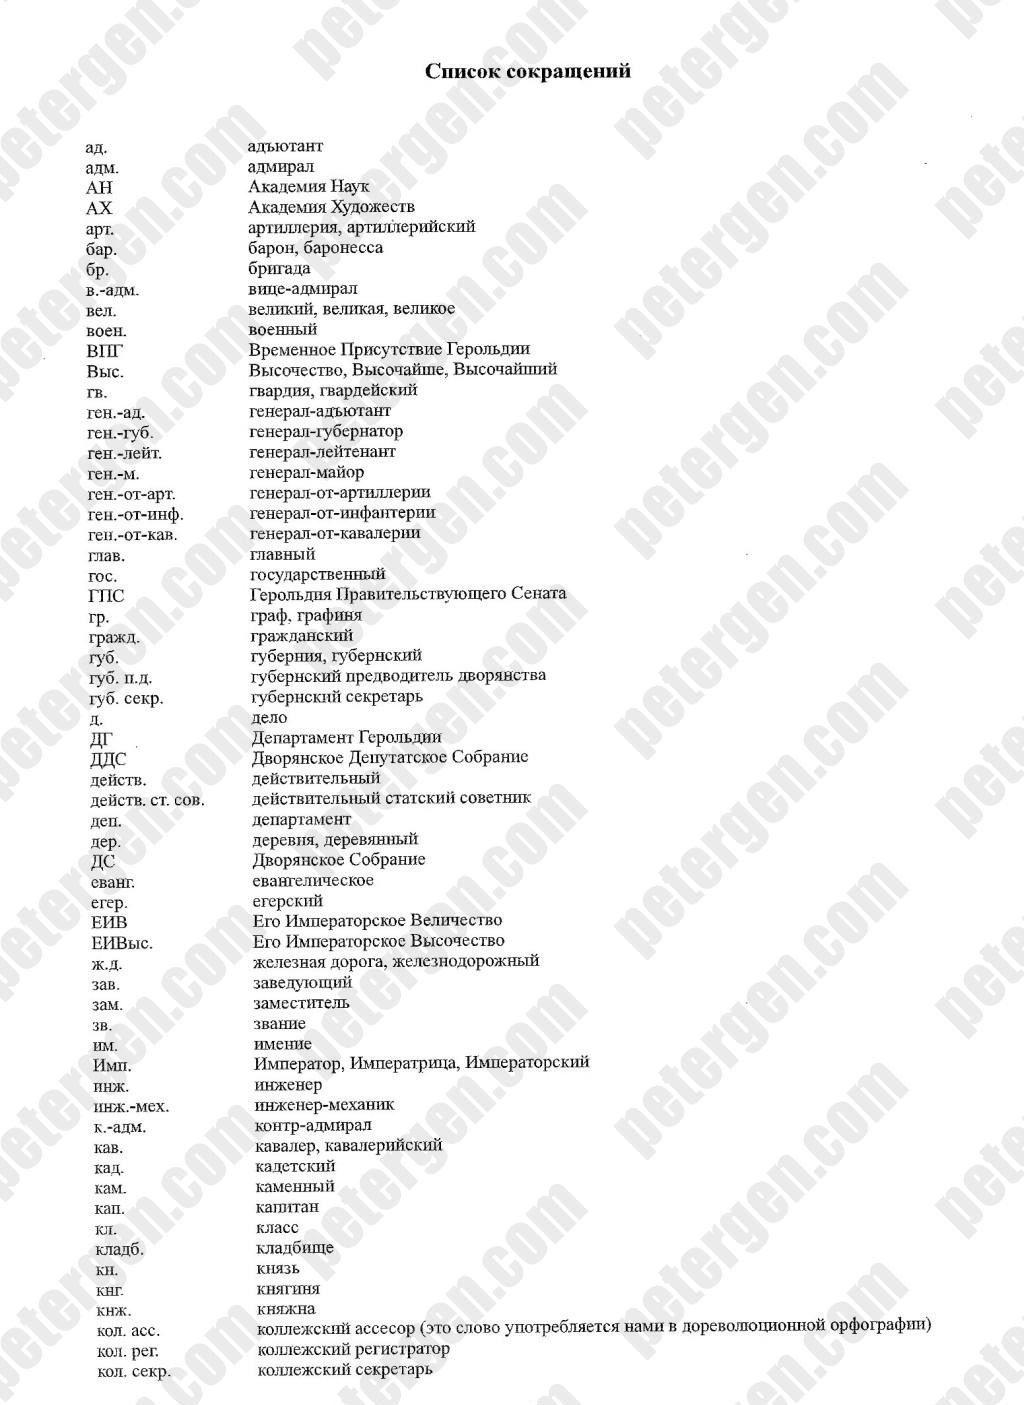 Список сокращений
ад. адъютант
адм. адмирал
АН Академия Наук
АХ Академия Художеств
арт. артиллерия, артиллерийский
бар. барон, баронесса
бр. бригада
в.-адм. вице-адмирал
вел. великий, великая, великое
воен. военный
ВПГ Временное Присутствие Герольдии
Выс. Высочество, Высочайше, Высочайший
гв. гвардия, гвардейский
ген.-ад. генерал-адъютант
ген.-губ. генерал-губернатор
ген.-лейт. генерал-лейтенант
ген.-м. генерал-майор
ген.-от-арт. генерал-от-артиллерии
ген.-от-инф. генерал-от-инфантерии
ген.-от-кав. генерал-от-кавалерии
глав. главный
гос. государственный
ГПС Герольдия Правительствующего Сената
гр. граф, графиня
гражд. гражданский
губ. губерния, губернский
губ. п.д. губернский предводитель дворянства
губ. секр. губернский секретарь
д. дело
ДГ Департамент Герольдии
ДДС Дворянское Депутатское Собрание
действ. действительный
действ. ст. сов. действительный статский советник
деп. департамент
дер. деревня, деревянный
ДС Дворянское Собрание
еванг. евангелическое
егер. егерский
ЕИВ Его Императорское Величество
ЕИВыс. Его Императорское Высочество
ж.д. железная дорога, железнодорожный
зав. заведующий
зам. заместитель
зв. звание
им. имение
Имп. Император, Императрица, Императорский
инж. инженер
инж.-мех. инженер-механик
к.-адм. контр-адмирал
кав. кавалер, кавалерийский
кад. кадетский
кам. каменный
кап. капитан
кл. класс
кладб. кладбище
кн. князь
кнг. княгиня
кнж. княжна
кол. асс. коллежский ассесор (это слово употребляется нами в дореволюционной орфографии)
кол. рег. коллежский регистратор
кол. секр. коллежский секретарь
petergen.com